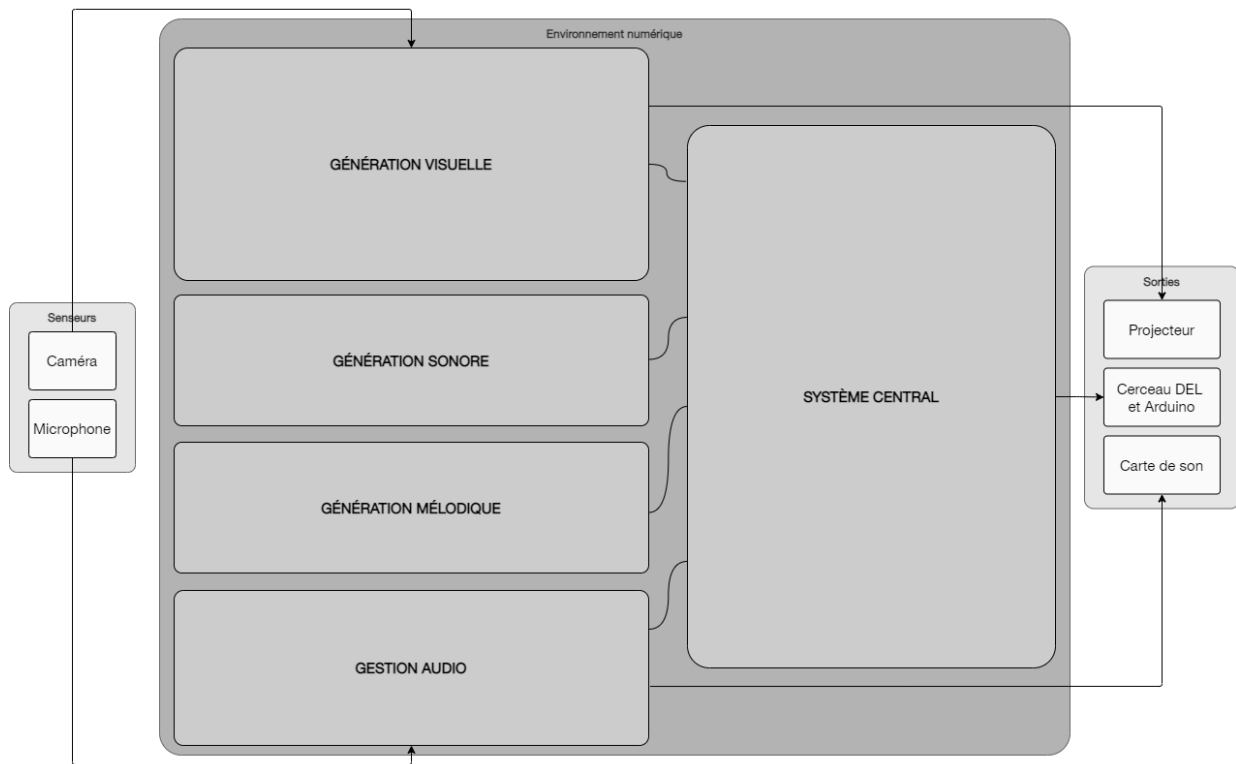 Environnement numérique
GÉNÉRATION VISUELLE
GÉNÉRATION SONORE
GÉNÉRATION MÉLODIQUE
GESTION AUDIO
SYSTÈME CENTRAL
Senseurs
Caméra
Microphone
Sorties
Projecteur
Cerceau DEL
et Arduino
Carte de son